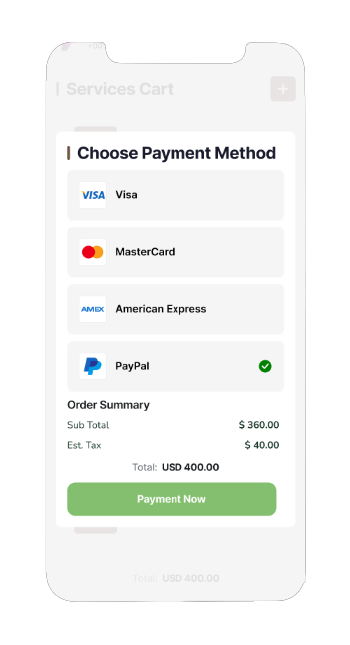 Services Cart
Choose Payment Method
VISA Visa
MasterCard
AMEX American Express
PayPal
Order Summary
Sub Total $ 360.00
Est. Tax $ 40.00
Total: USD 400.00
Payment Now
Total: USD 400.00